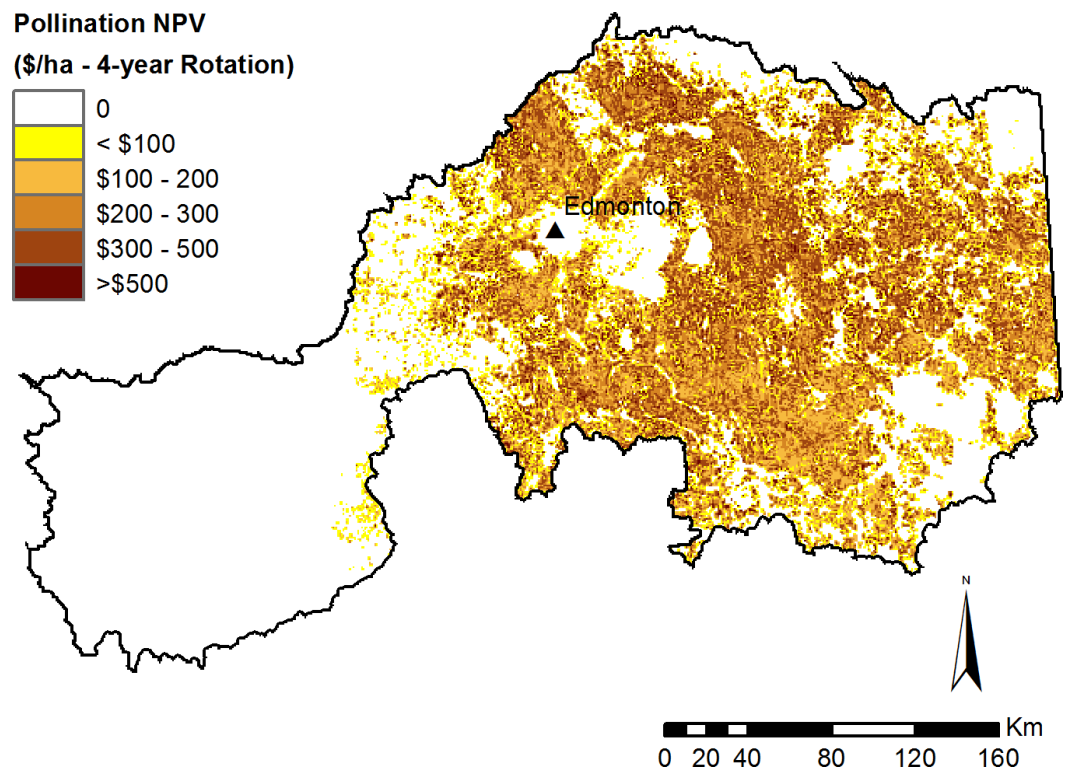 Pollination NPV
($/ha - 4-year Rotation)
0
< $100
$100 - 200
$200 - 300
$300 - 500
>$500
Edmonton
N
Km
0 20 40 80 120 160